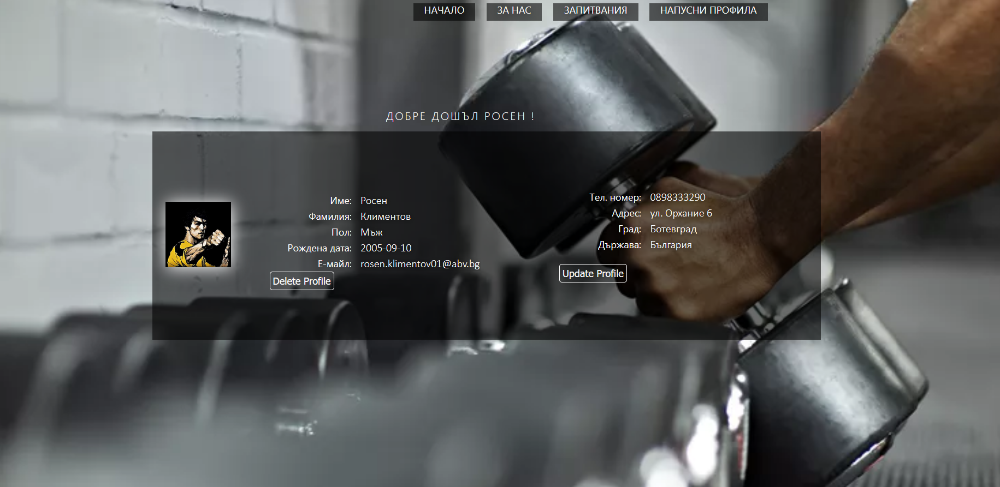 НАЧАЛО
ЗА НАС
ЗАПИТВАНИЯ
НАПУСНИ ПРОФИЛА
ДОБРЕ ДОШЪЛ РОСЕН !
Име: Росен
Фамилия: Климентов
Пол: Мъж
Рождена дата: 2005-09-10
Е-майл: rosen.klimentov01@abv.bg
Delete Profile
Тел. номер: 0898333290
Адрес: ул. Орхание 6
Град: Ботевград
Държава: България
Update Profile